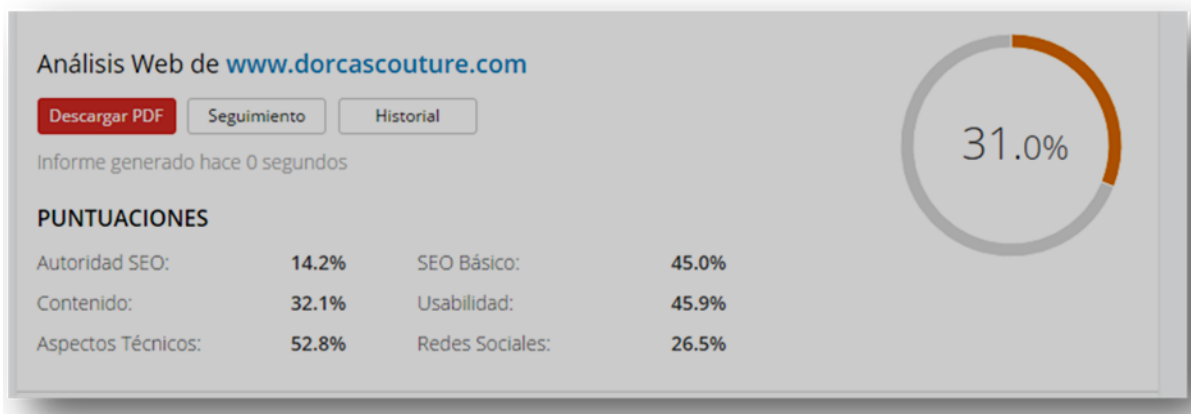 Análisis Web de www.dorcascouture.com
Descargar PDF Seguimiento Historial
Informe generado hace 0 segundos
31.0%
PUNTUACIONES
Autoridad SEO: 14.2% SEO Básico: 45.0%
Contenido: 32.1% Usabilidad: 45.9%
Aspectos Técnicos: 52.8% Redes Sociales: 26.5%